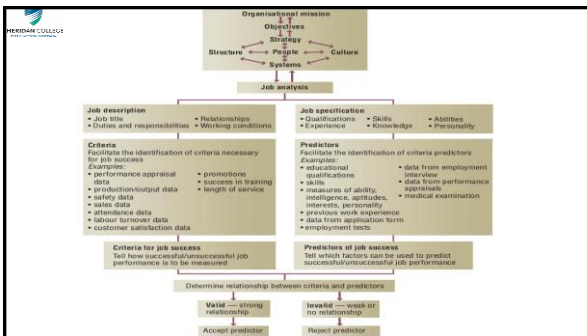 HERIDAN COLLEGE
Organisational mission
Objectives
Strategy
Structure People Culture
Systems
Job analysis
Job description
• Job title
• Duties and responsibilities
• Relationships
• Working conditions
Job specification
• Qualifications
• Experience
• Skills
• Knowledge
• Abilities
• Personality
Criteria
Facilitate the identification of criteria necessary
for job success
Examples:
• performance appraisal
data
• production/output data
• safety data
• sales data
• attendance data
• labour turnover data
• customer satisfaction data
• promotions
• success in training
• length of service
Predictors
Facilitate the identification of criteria predictors
Examples:
• educational
qualifications
• skills
• measures of ability,
intelligence, aptitudes,
interests, personality
• previous work experience
• data from application form
• employment tests
• data from employment
interview
• data from performance
appraisals
• medical examination
Criteria for job success
Tell how successful/unsuccessful job
performance is to be measured
Predictors of job success
Tell which factors can be used to predict
successful/unsuccessful job performance
Determine relationship between criteria and predictors
Valid — strong
relationship
Invalid — weak or
no relationship
Accept predictor
Reject predictor